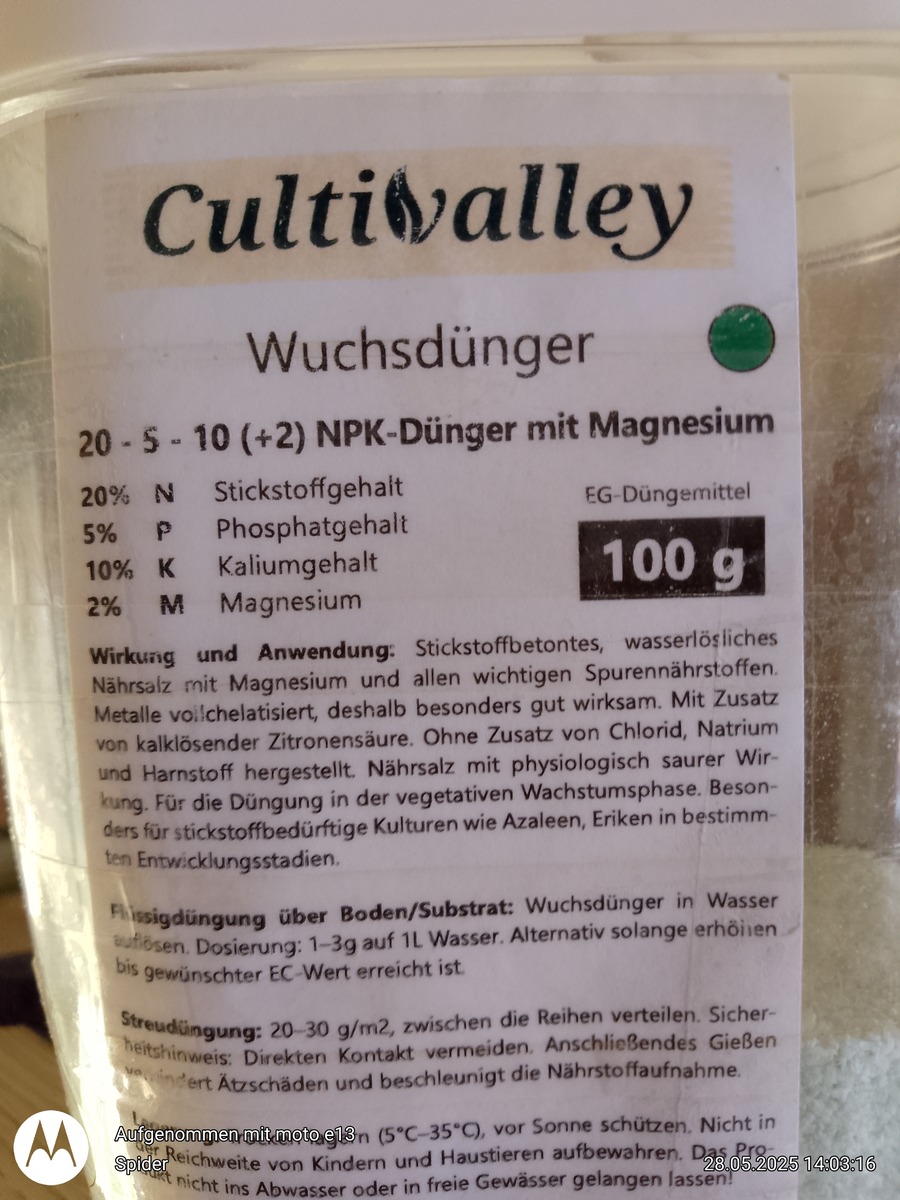 Cultivalley
Wuchsdünger
20 - 5 - 10 (+2) NPK-Dünger mit Magnesium
20% N Stickstoffgehalt
5% P Phosphatgehalt
10% K Kaliumgehalt
2% M Magnesium
EG-Düngemittel
100 g
Wirkung und Anwendung: Stickstoffbetontes, wasserlösliches
Nährsalz mit Magnesium und allen wichtigen Spurennährstoffen.
Metalle vollchelatisiert, deshalb besonders gut wirksam. Mit Zusatz
von kalklösender Zitronensäure. Ohne Zusatz von Chlorid, Natrium
und Harnstoff hergestellt. Nährsalz mit physiologisch saurer Wir-
kung. Für die Düngung in der vegetativen Wachstumsphase. Beson-
ders für stickstoffbedürftige Kulturen wie Azaleen, Eriken in bestimm-
ten Entwicklungsstadien.
Flüssigdüngung über Boden/Substrat: Wuchsdünger in Wasser
auflösen. Dosierung: 1–3g auf 1L Wasser. Alternativ solange erhöhen
bis gewünschter EC-Wert erreicht ist.
Streudüngung: 20–30 g/m2, zwischen die Reihen verteilen. Sicher-
heitshinweis: Direkten Kontakt vermeiden. Anschließendes Gießen
vermindert Ätzschäden und beschleunigt die Nährstoffaufnahme.
(5°C–35°C), vor Sonne schützen. Nicht in
der Reichweite von Kindern und Haustieren aufbewahren. Das Pro-
dukt nicht ins Abwasser oder in freie Gewässer gelangen lassen!
Aufgenommen mit moto e13
Spider
28.05.2025 14:03:16